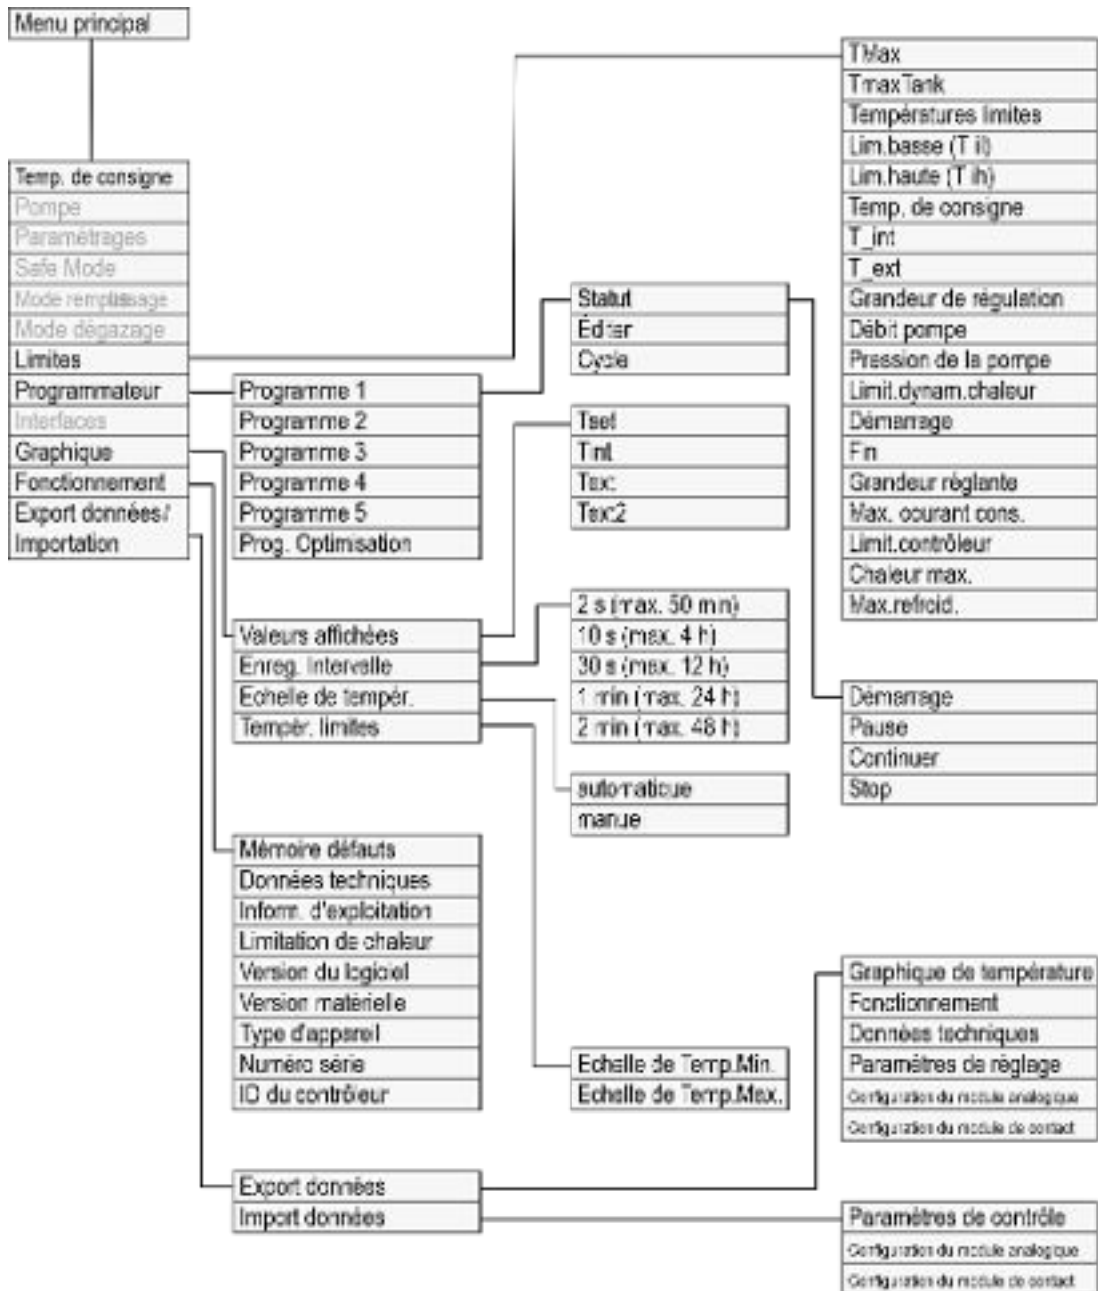 Menu principal
Temp. de consigne
Pompe
Paramétrages
Safe Mode
Mode remplissage
Mode dégazage
Limites
Programmateur
Interfaces
Graphique
Fonctionnement
Export données/
Importation
Programme 1
Programme 2
Programme 3
Programme 4
Programme 5
Prog. Optimisation
Valeurs affichées
Enreg. Intervelle
Echelle de tempér.
Tempér. limites
Mémoire défauts
Données techniques
Inform. d'exploitation
Limitation de chaleur
Version du logiciel
Version matérielle
Type d'appareil
Numéro série
ID du contrôleur
Export données
Import données
Statut
Éditer
Cycle
Tset
Tint
Text
Text2
2 s (max. 50 min)
10 s (max. 4 h)
30 s (max. 12 h)
1 min (max. 24 h)
2 min (max. 48 h)
automatique
manuel
Echelle de Temp.Min.
Echelle de Temp.Max.
TMax
TmaxTank
Températures limites
Lim.basse (T il)
Lim.haute (T ih)
Temp. de consigne
T_int
T_ext
Grandeur de régulation
Débit pompe
Pression de la pompe
Limit.dynam.chaleur
Démarrage
Fin
Grandeur réglante
Max. courant cons.
Limit.contrôleur
Chaleur max.
Max.refroid.
Démarrage
Pause
Continuer
Stop
Graphique de température
Fonctionnement
Données techniques
Paramètres de réglage
Configuration du module analogique
Configuration du module de contact
Paramètres de contrôle
Configuration du module analogique
Configuration du module de contact